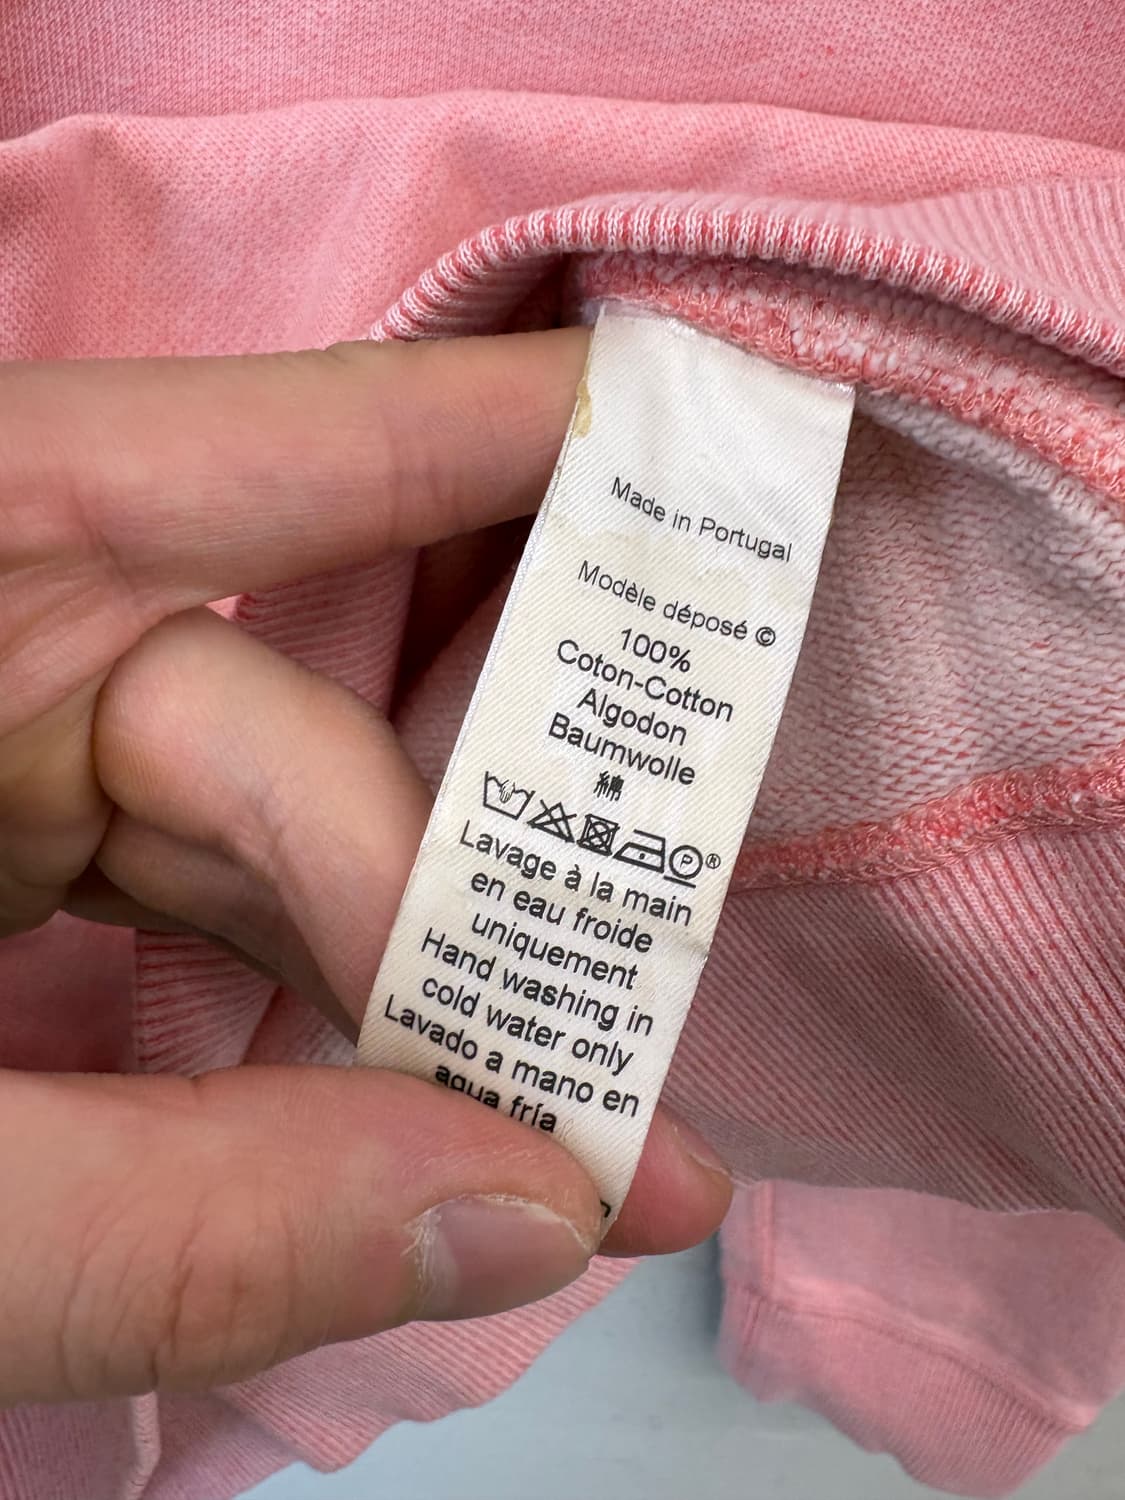 Made in Portugal
Modèle déposé ©
100%
Coton-Cotton
Algodon
Baumwolle
綿
P ®
Lavage à la main
en eau froide
uniquement
Hand washing in
cold water only
Lavado a mano en
agua fría